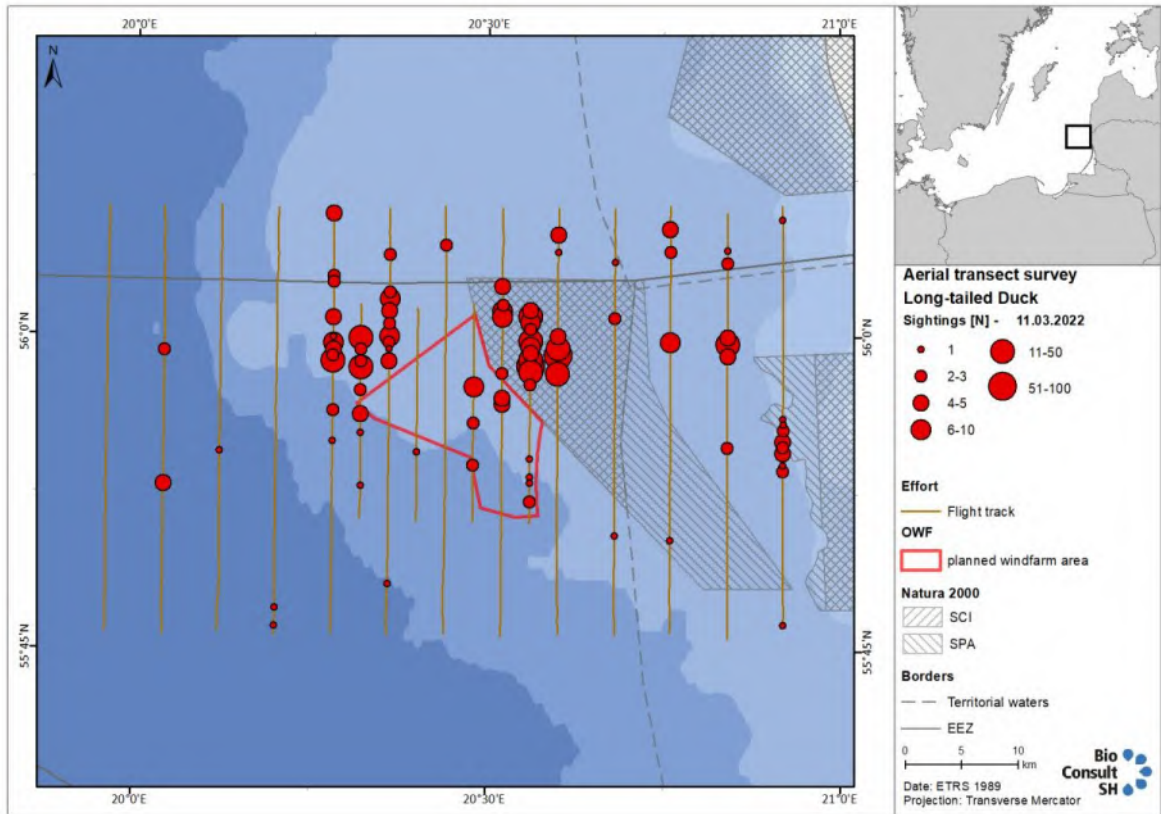 20°0'E
20°30'E
21°0'E
N
56°0'N
56°0'N
55°45'N
55°45'N
20°0'E
20°30'E
21°0'E
Aerial transect survey
Long-tailed Duck
Sightings [N] - 11.03.2022
1
11-50
2-3
51-100
4-5
6-10
Effort
Flight track
OWF
planned windfarm area
Natura 2000
SCI
SPA
Borders
Territorial waters
EEZ
0 5 10
km
Bio
Consult
SH
Date: ETRS 1989
Projection: Transverse Mercator